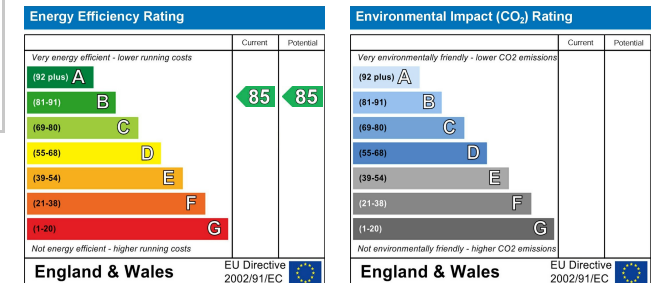 Energy Efficiency Rating
Current Potential
Very energy efficient - lower running costs
(92 plus) A
(81-91) B
85 85
(69-80) C
(55-68) D
(39-54) E
(21-38) F
(1-20) G
Not energy efficient - higher running costs
England & Wales
EU Directive
2002/91/EC
Environmental Impact (CO₂) Rating
Current Potential
Very environmentally friendly - lower CO2 emissions
(92 plus) A
(81-91) B
(69-80) C
(55-68) D
(39-54) E
(21-38) F
(1-20) G
Not environmentally friendly - higher CO2 emissions
England & Wales
EU Directive
2002/91/EC